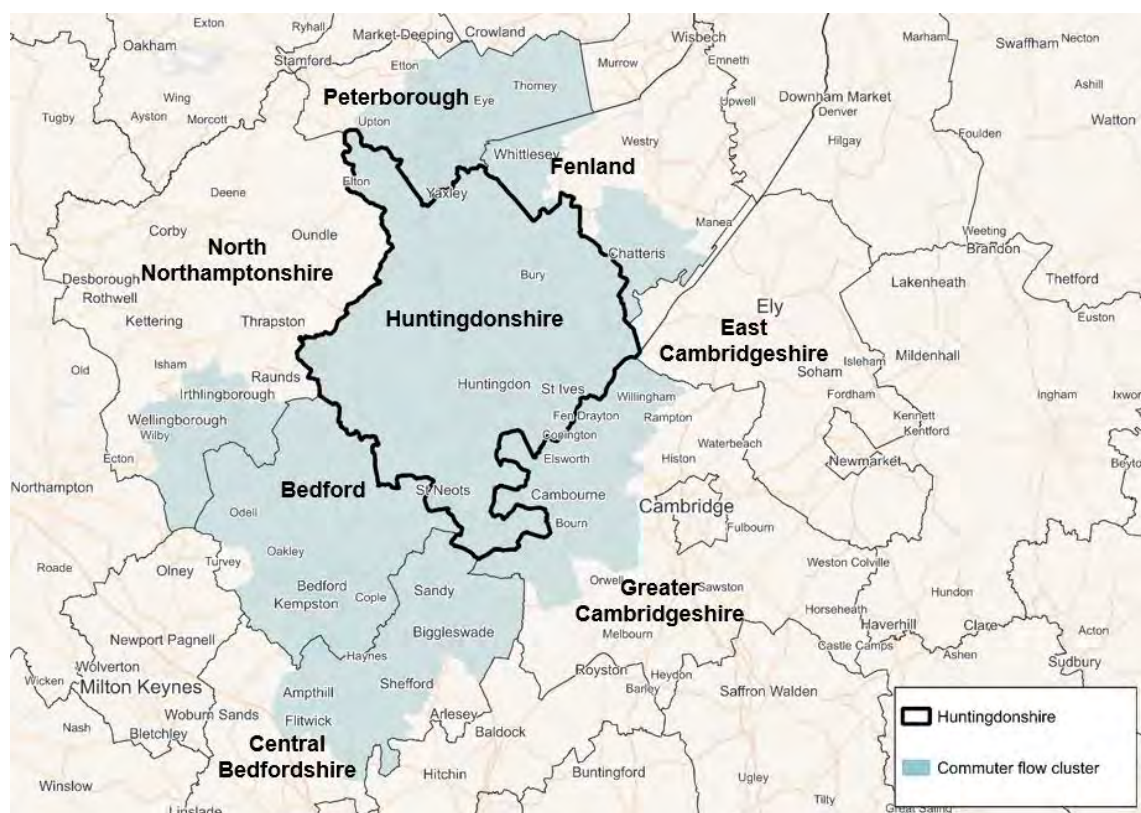 Exton
Ryhall
Market-Deeping
Crowland
Oakham
Stamford
Wisbech
Marham
Swaffham
Necton
Etton
Murrow
Emneth
Wing
Peterborough
Eye
Thorney
Ashill
Tugby
Ayston
Morcott
Upton
Upwell
Downham Market
Denver
Watton
Westry
Hilgay
Foulden
Whittlesey
Fenland
Elton
Yaxley
Deene
Manea
Corby
Oundle
North
Northamptonshire
Chatteris
Weeting
Brandon
Bury
Desborough
Rothwell
Lakenheath
Thetford
Kettering
Thrapston
Huntingdonshire
Ely
East
Cambridgeshire
Euston
Old
Isham
Raunds
Irthlingborough
Huntingdon
St Ives
Willingham
Soham
Isleham
Fordham
Mildenhall
Ingham
Ixwor
Wellingborough
Wilby
Fen Drayton
Rampton
Conington
Waterbeach
Kennett
Kentford
Ecton
Elsworth
Histon
Newmarket
Beyto
Northampton
Bedford
St Neots
Cambourne
Cambridge
Odell
Bourn
Fulbourn
Roade
Olney
Turvey
Oakley
Weston Colville
Bedford
Kempston
Cople
Sandy
Orwell
Greater
Cambridgeshire
Sawston
Horseheath
Hundon
Newport Pagnell
Biggleswade
Melbourn
Haverhill
Clare
Acton
Wolverton
Wicken
Milton Keynes
Haynes
Castle Camps
Ashen
Sudbury
Royston
Heydon
Barley
Ampthill
Shefford
Saffron Walden
Nash
Bletchley
Woburn Sands
Flitwick
Arlesey
Baldock
Huntingdonshire
Central
Bedfordshire
Hitchin
Buntingford
Ugley
Commuter flow cluster
Winslow
Tilty
Linslade
Great Saling